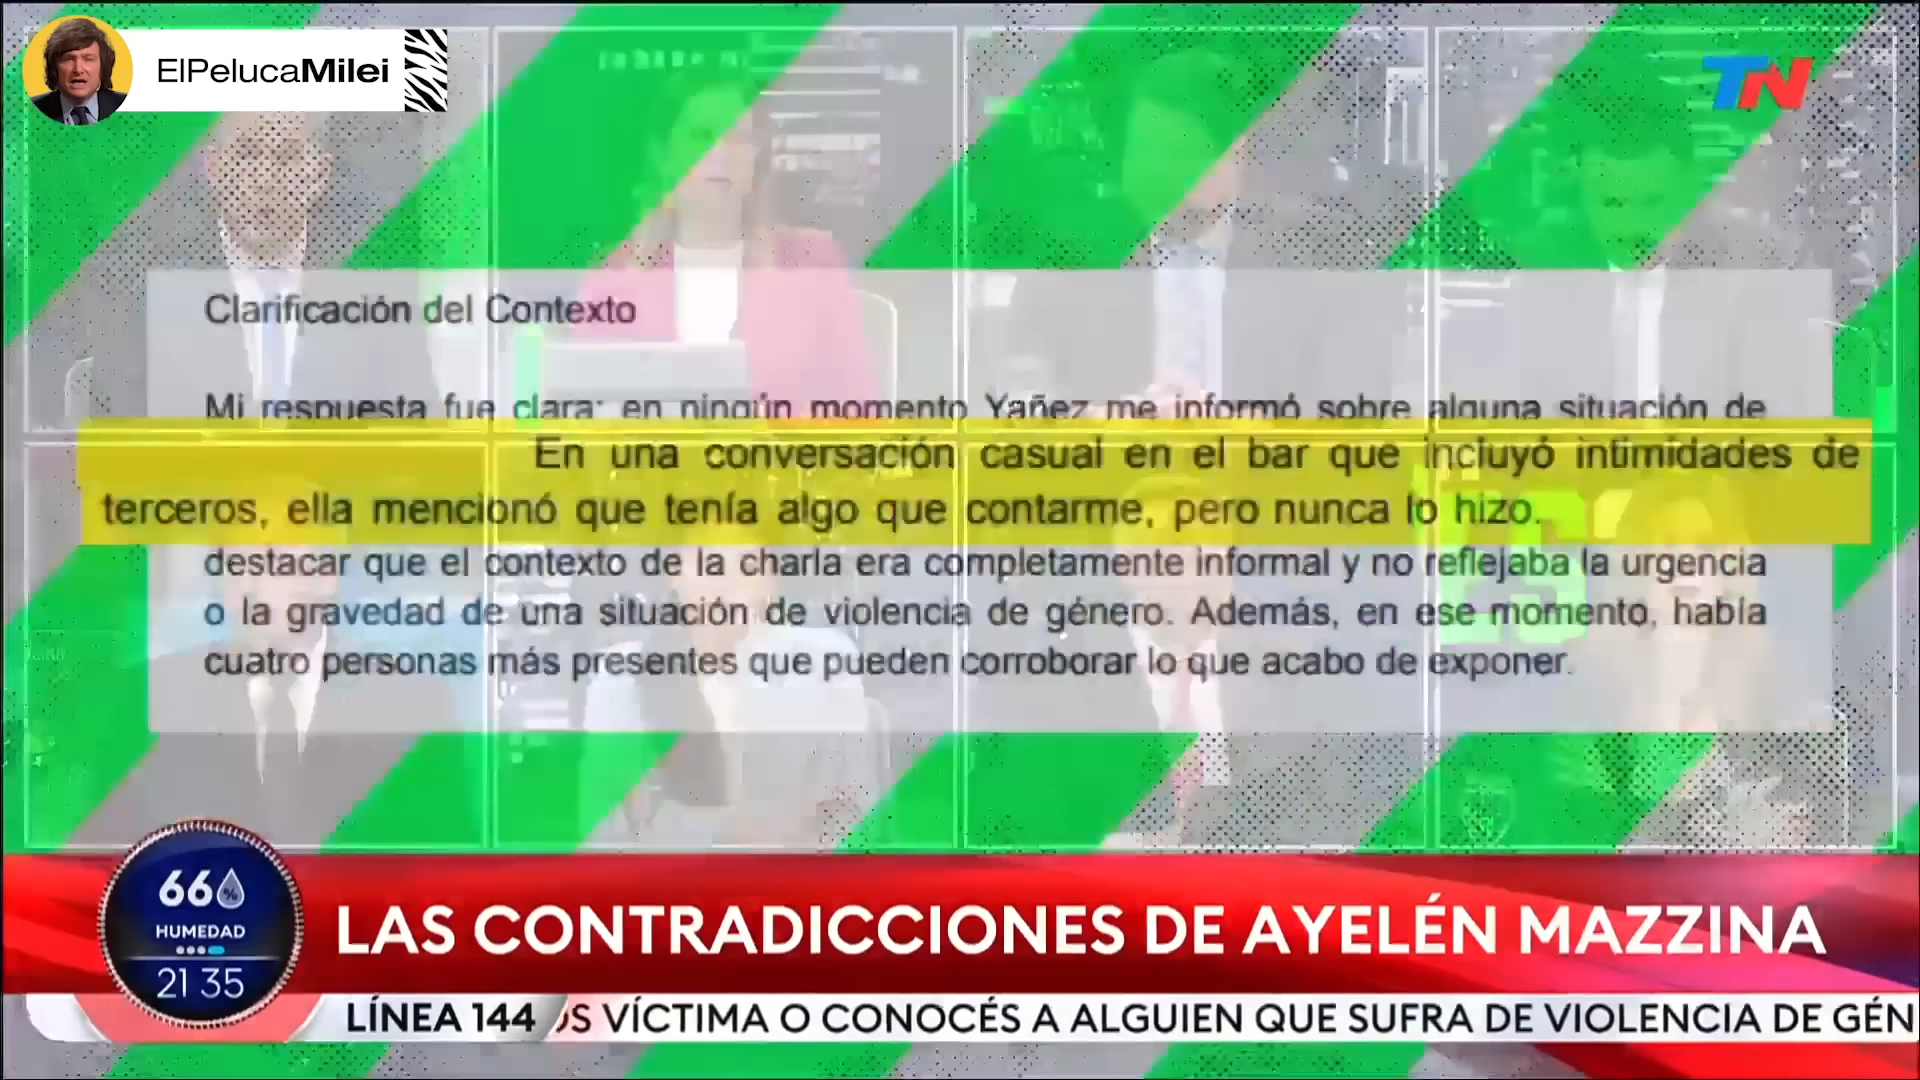 ElPelucaMilei
TN
Clarificación del Contexto
Mi respuesta fue clara: en ningún momento Yañez me informó sobre alguna situación de
En una conversación casual en el bar que incluyó intimidades de
terceros, ella mencionó que tenía algo que contarme, pero nunca lo hizo.
destacar que el contexto de la charla era completamente informal y no reflejaba la urgencia
o la gravedad de una situación de violencia de género. Además, en ese momento, había
cuatro personas más presentes que pueden corroborar lo que acabo de exponer.
66 %
HUMEDAD
21 35
LAS CONTRADICCIONES DE AYELÉN MAZZINA
LÍNEA 144 OS VÍCTIMA O CONOCÉS A ALGUIEN QUE SUFRA DE VIOLENCIA DE GÉN